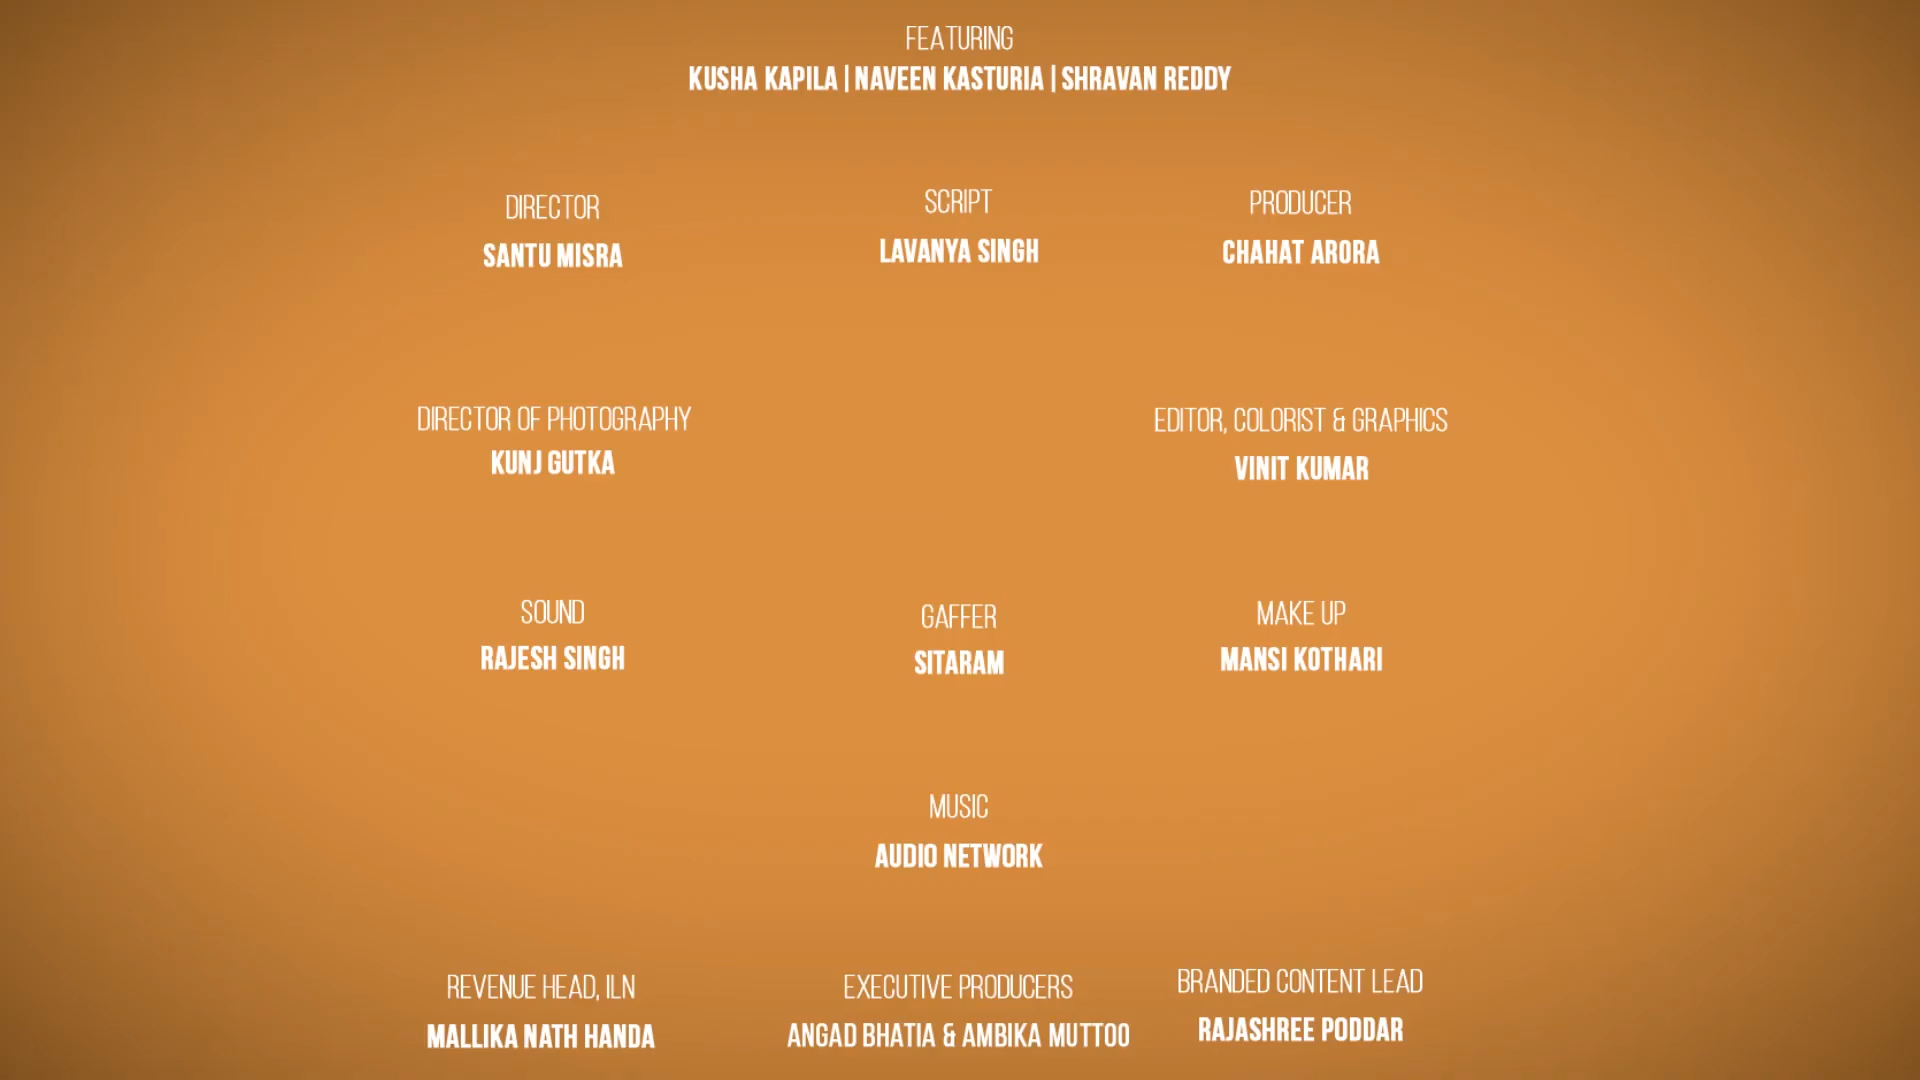 FEATURING
KUSHA KAPILA | NAVEEN KASTURIA | SHRAVAN REDDY
DIRECTOR
SANTU MISRA
SCRIPT
LAVANYA SINGH
PRODUCER
CHAHAT ARORA
DIRECTOR OF PHOTOGRAPHY
KUNJ GUTKA
EDITOR, COLORIST & GRAPHICS
VINIT KUMAR
SOUND
RAJESH SINGH
GAFFER
SITARAM
MAKE UP
MANSI KOTHARI
MUSIC
AUDIO NETWORK
REVENUE HEAD, ILN
MALLIKA NATH HANDA
EXECUTIVE PRODUCERS
ANGAD BHATIA & AMBIKA MUTTOO
BRANDED CONTENT LEAD
RAJASHREE PODDAR